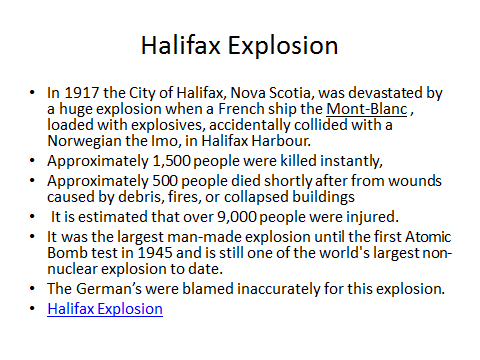 Halifax Explosion
• In 1917 the City of Halifax, Nova Scotia, was devastated by
a huge explosion when a French ship the Mont-Blanc ,
loaded with explosives, accidentally collided with a
Norwegian the Imo, in Halifax Harbour.
• Approximately 1,500 people were killed instantly,
• Approximately 500 people died shortly after from wounds
caused by debris, fires, or collapsed buildings
• It is estimated that over 9,000 people were injured.
• It was the largest man-made explosion until the first Atomic
Bomb test in 1945 and is still one of the world's largest non-
nuclear explosion to date.
• The German’s were blamed inaccurately for this explosion.
• Halifax Explosion